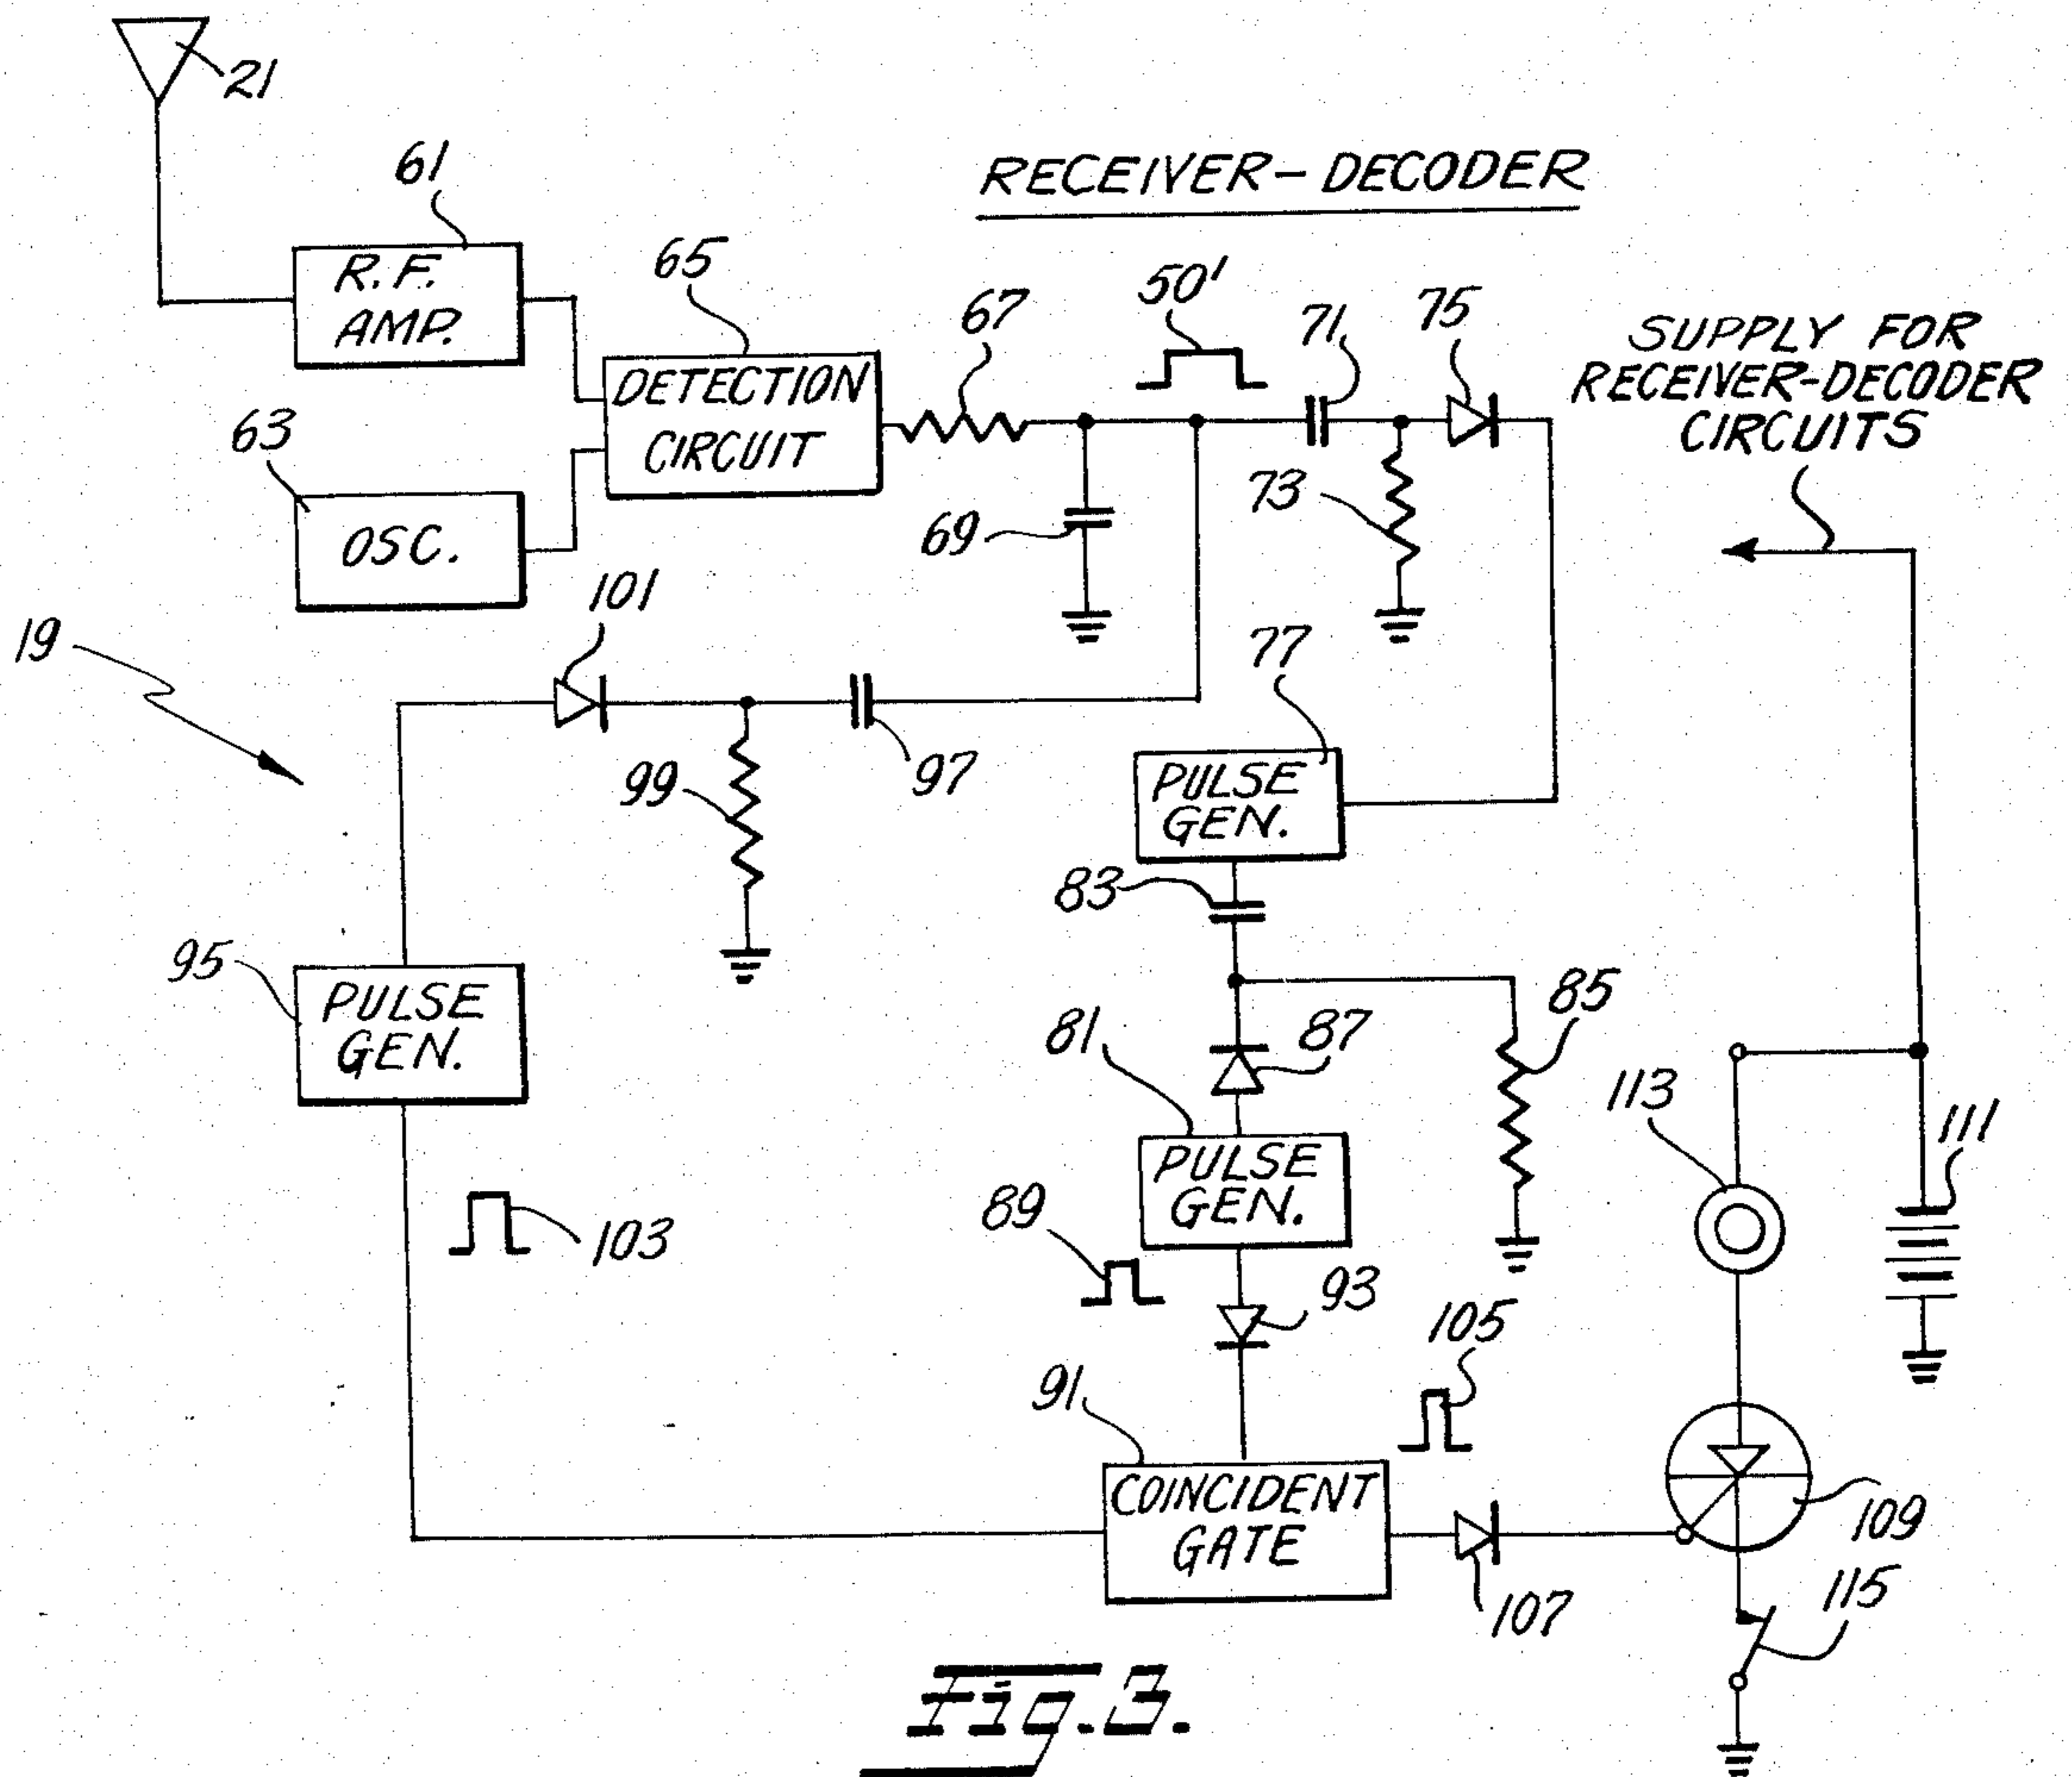 21
61
RECEIVER-DECODER
R.F.
AMP.
65
67
50'
71
75
SUPPLY FOR
RECEIVER-DECODER
CIRCUITS
63
DETECTION
CIRCUIT
OSC.
69
73
101
19
77
99
97
PULSE
GEN.
83
95
PULSE
GEN.
81
87
85
113
111
PULSE
GEN.
89
103
93
105
91
COINCIDENT
GATE
109
107
115
Fig. 3.